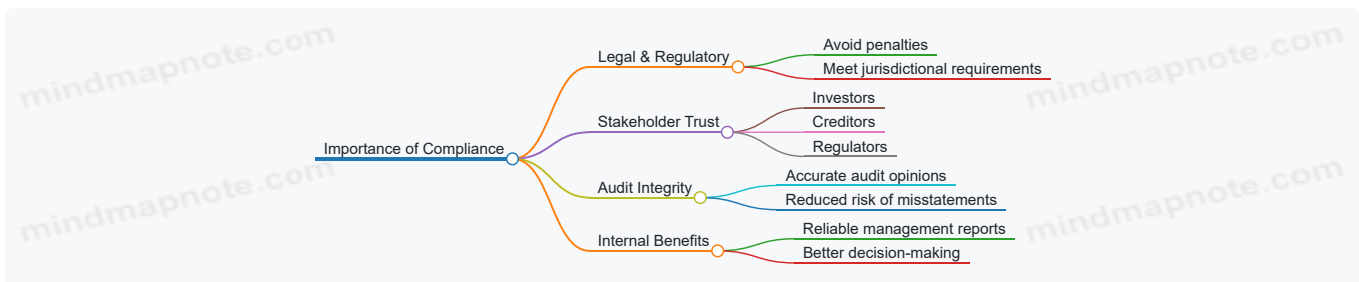 mindmapnote.com
mindmapnote.com
Importance of Compliance
Legal & Regulatory
Avoid penalties
Meet jurisdictional requirements
Stakeholder Trust
Investors
Creditors
Regulators
Audit Integrity
Accurate audit opinions
Reduced risk of misstatements
Internal Benefits
Reliable management reports
Better decision-making
mindmapnote.com
mindmapnote.com